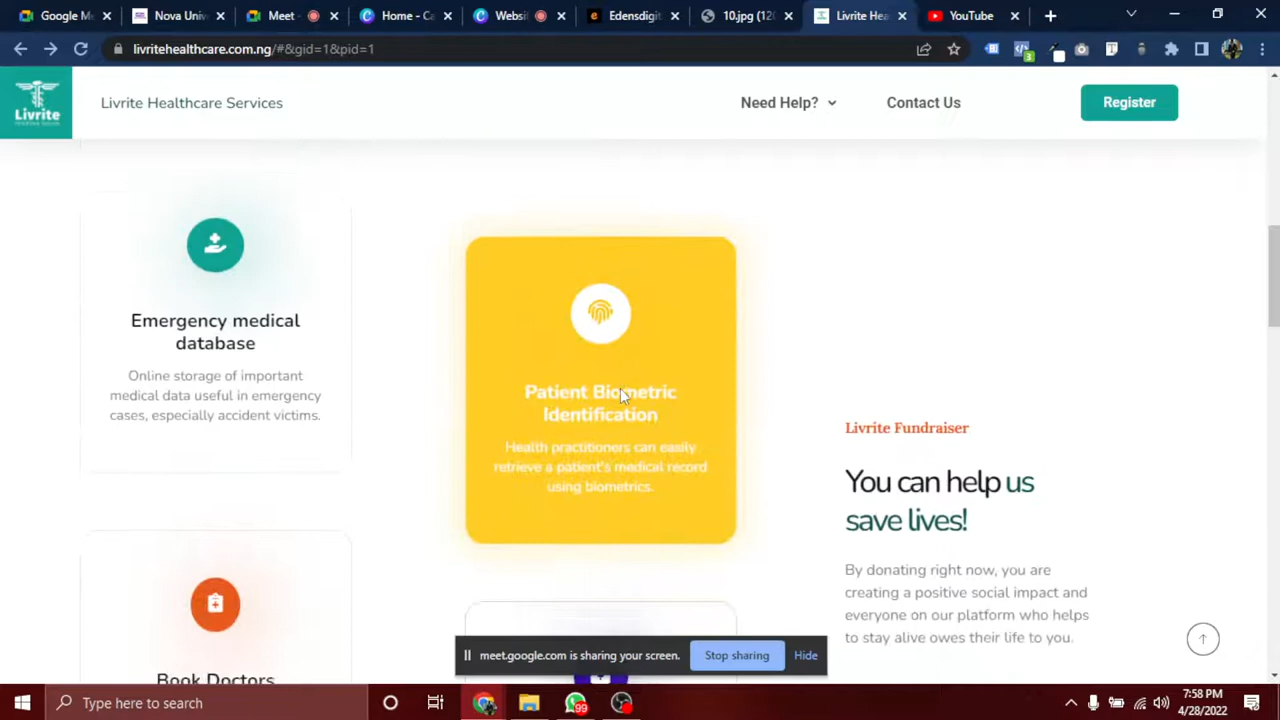 Google M
Nova Univ
Meet -
Home - Ca
Websi
Edensdigit
10.jpg (12
Livrite Hea
YouTube
livritehealthcare.com.ng/#&gid=1&pid=1
3
Livrite
Livrite Healthcare Services
Need Help?
Contact Us
Register
Emergency medical
database
Online storage of important
medical data useful in emergency
cases, especially accident victims.
Book Doctors
Patient Biometric
Identification
Health practitioners can easily
retrieve a patient's medical record
using biometrics.
Livrite Fundraiser
You can help us
save lives!
By donating right now, you are
creating a positive social impact and
everyone on our platform who helps
to stay alive owes their life to you.
meet.google.com is sharing your screen.
Stop sharing
Hide
Type here to search
99
7:58 PM
4/28/2022